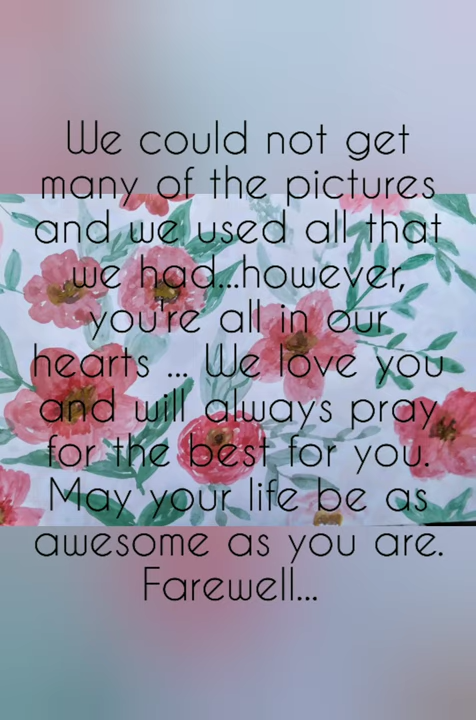 We could not get
many of the pictures
and we used all that
we had...however,
you're all in our
hearts ... We love you
and will always pray
for the best for you.
May your life be as
awesome as you are.
Farewell...